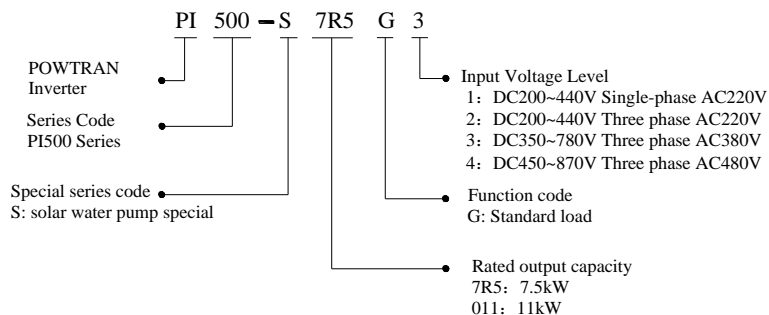 PI 500 - S 7R5 G 3
POWTRAN
Inverter
Series Code
PI500 Series
Special series code
S: solar water pump special
Input Voltage Level
1：DC200~440V Single-phase AC220V
2：DC200~440V Three phase AC220V
3：DC350~780V Three phase AC380V
4：DC450~870V Three phase AC480V
Function code
G: Standard load
Rated output capacity
7R5：7.5kW
011：11kW